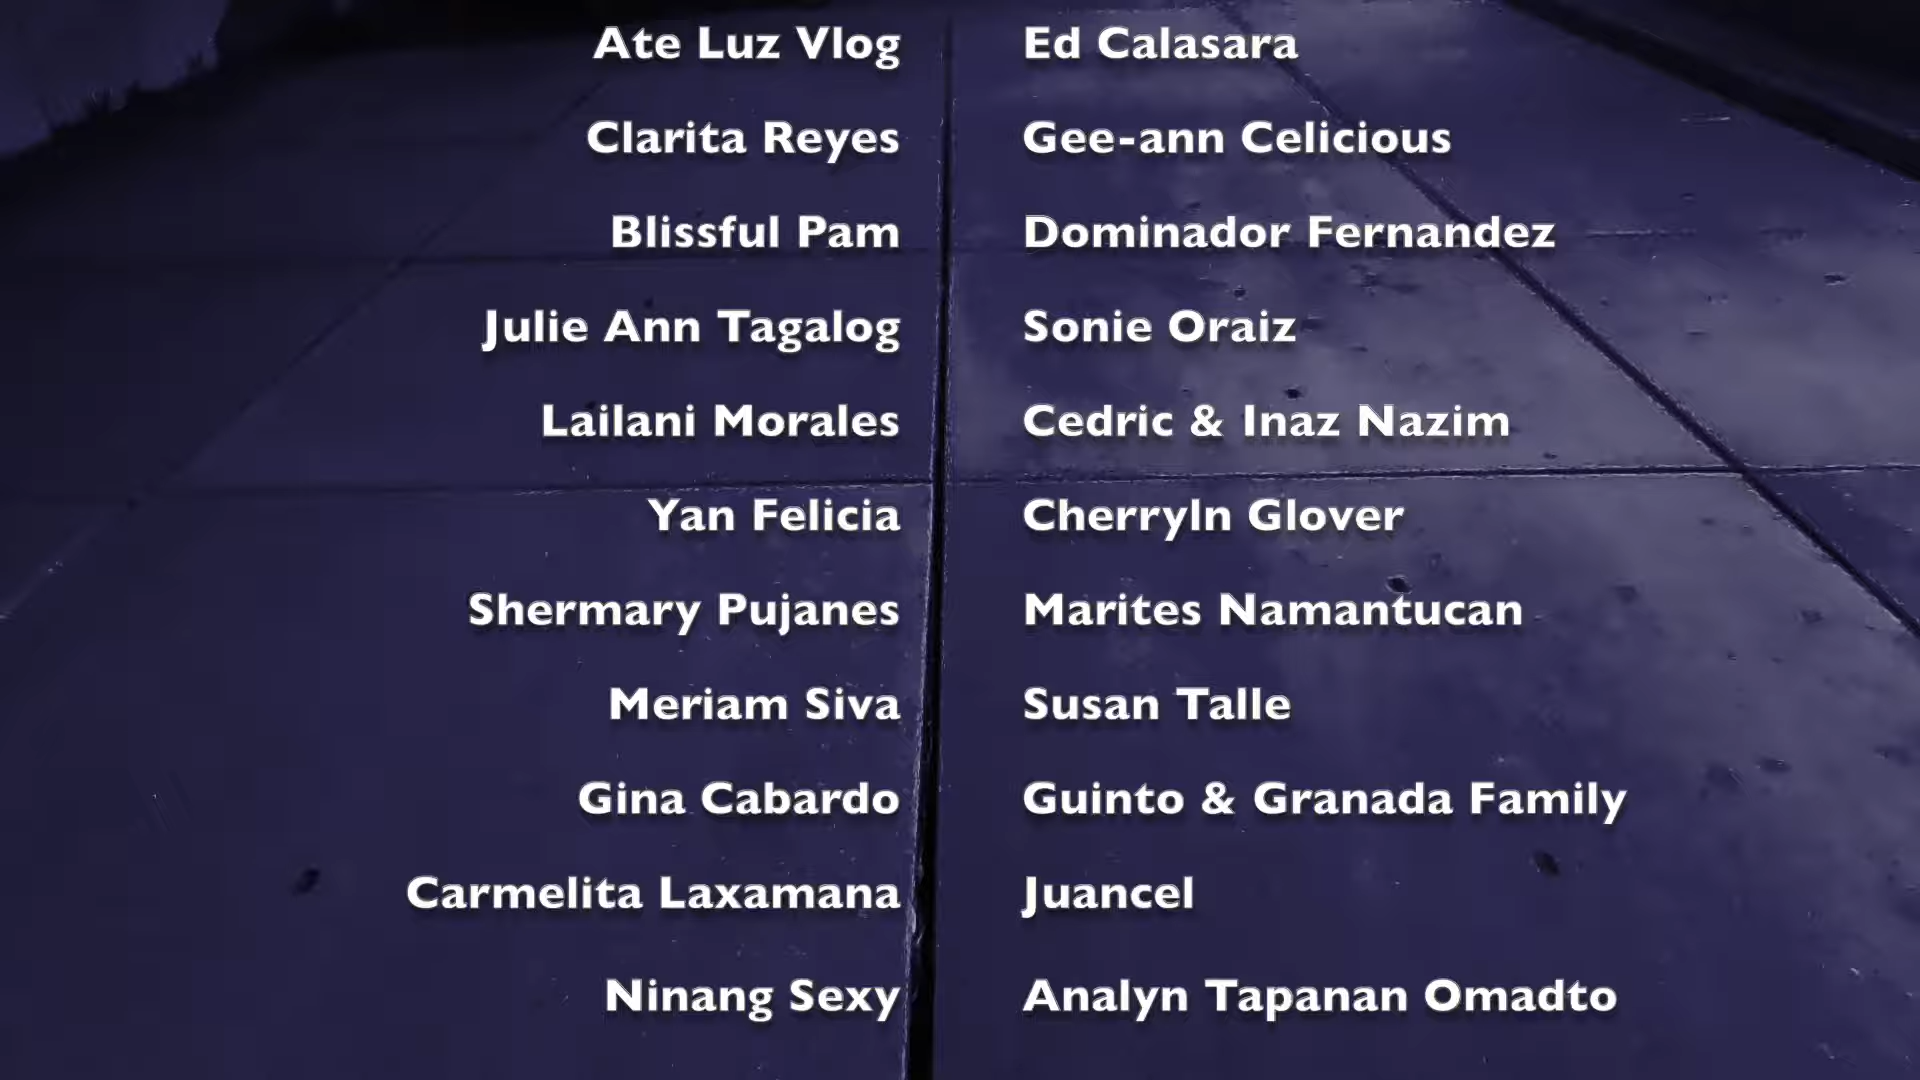 Ate Luz Vlog Ed Calasara
Clarita Reyes Gee-ann Celicious
Blissful Pam Dominador Fernandez
Julie Ann Tagalog Sonie Oraiz
Lailani Morales Cedric & Inaz Nazim
Yan Felicia Cherryln Glover
Shermary Pujanes Marites Namantucan
Meriam Siva Susan Talle
Gina Cabardo Guinto & Granada Family
Carmelita Laxamana Juancel
Ninang Sexy Analyn Tapanan Omadto